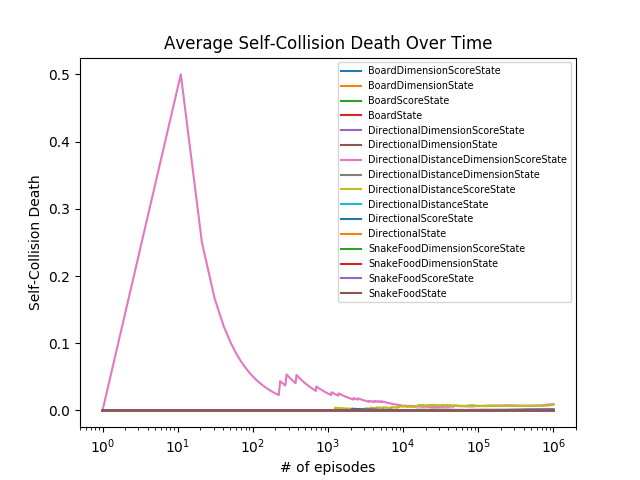 Average Self-Collision Death Over Time
Self-Collision Death
0.5
0.4
0.3
0.2
0.1
0.0
BoardDimensionScoreState
BoardDimensionState
BoardScoreState
BoardState
DirectionalDimensionScoreState
DirectionalDimensionState
DirectionalDistanceDimensionScoreState
DirectionalDistanceDimensionState
DirectionalDistanceScoreState
DirectionalDistanceState
DirectionalScoreState
DirectionalState
SnakeFoodDimensionScoreState
SnakeFoodDimensionState
SnakeFoodScoreState
SnakeFoodState
10⁰ 10¹ 10² 10³ 10⁴ 10⁵ 10⁶
# of episodes